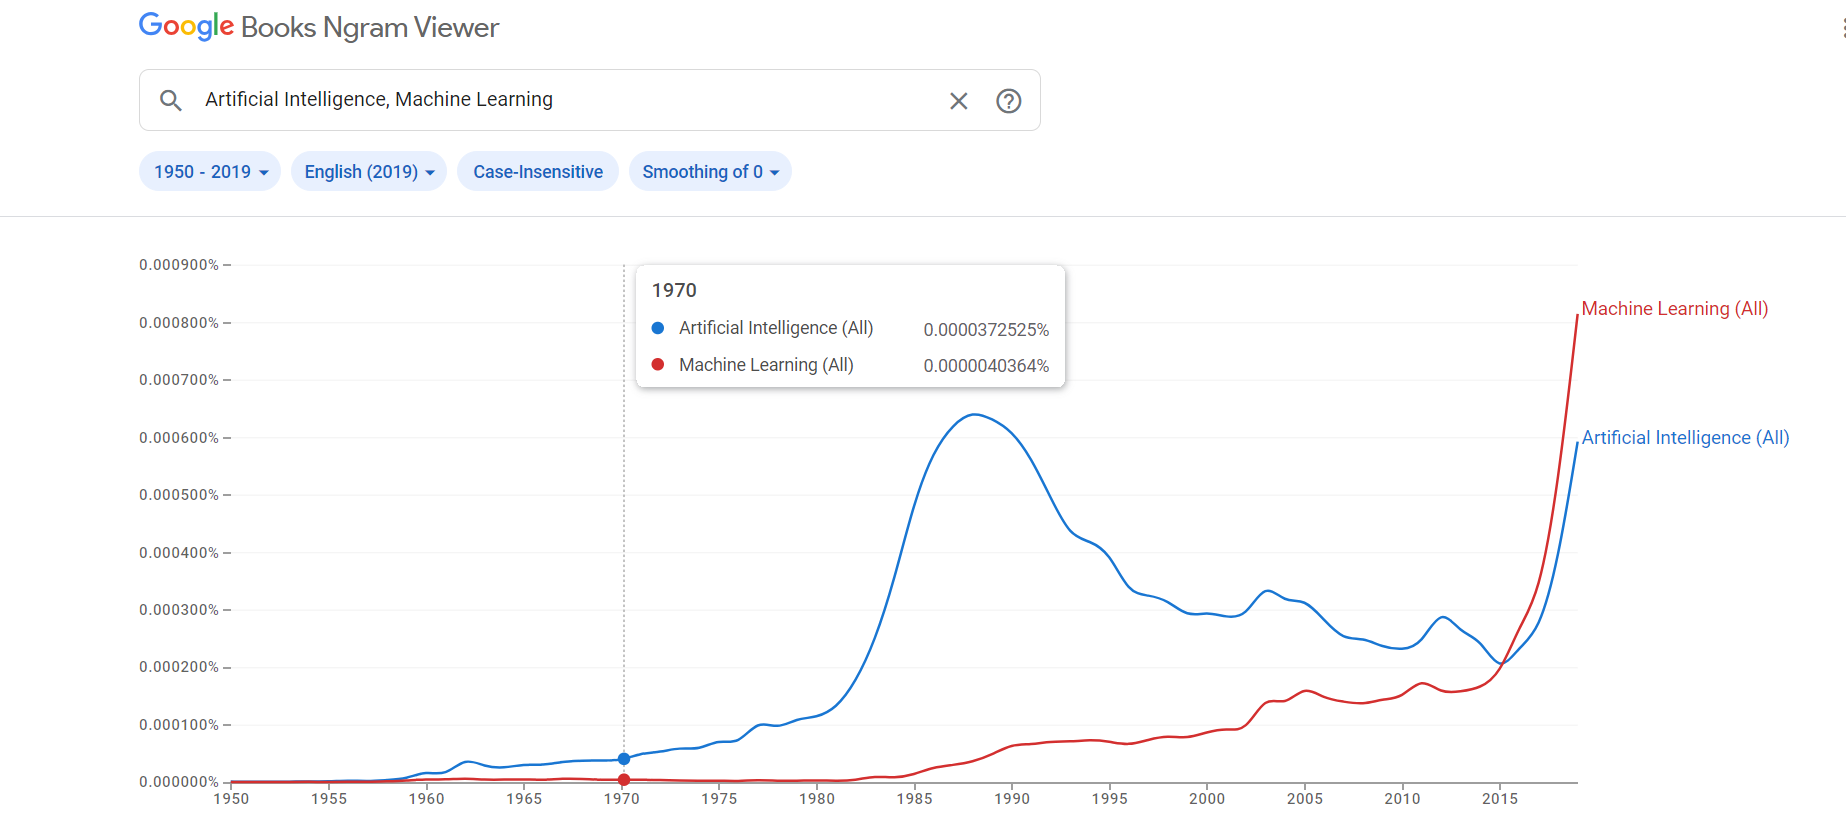 Google Books Ngram Viewer
Artificial Intelligence, Machine Learning
1950 - 2019 English (2019) Case-Insensitive Smoothing of 0
0.000900%
0.000800%
0.000700%
0.000600%
0.000500%
0.000400%
0.000300%
0.000200%
0.000100%
0.000000%
1970
Artificial Intelligence (All) 0.0000372525%
Machine Learning (All) 0.0000040364%
Machine Learning (All)
Artificial Intelligence (All)
1950 1955 1960 1965 1970 1975 1980 1985 1990 1995 2000 2005 2010 2015